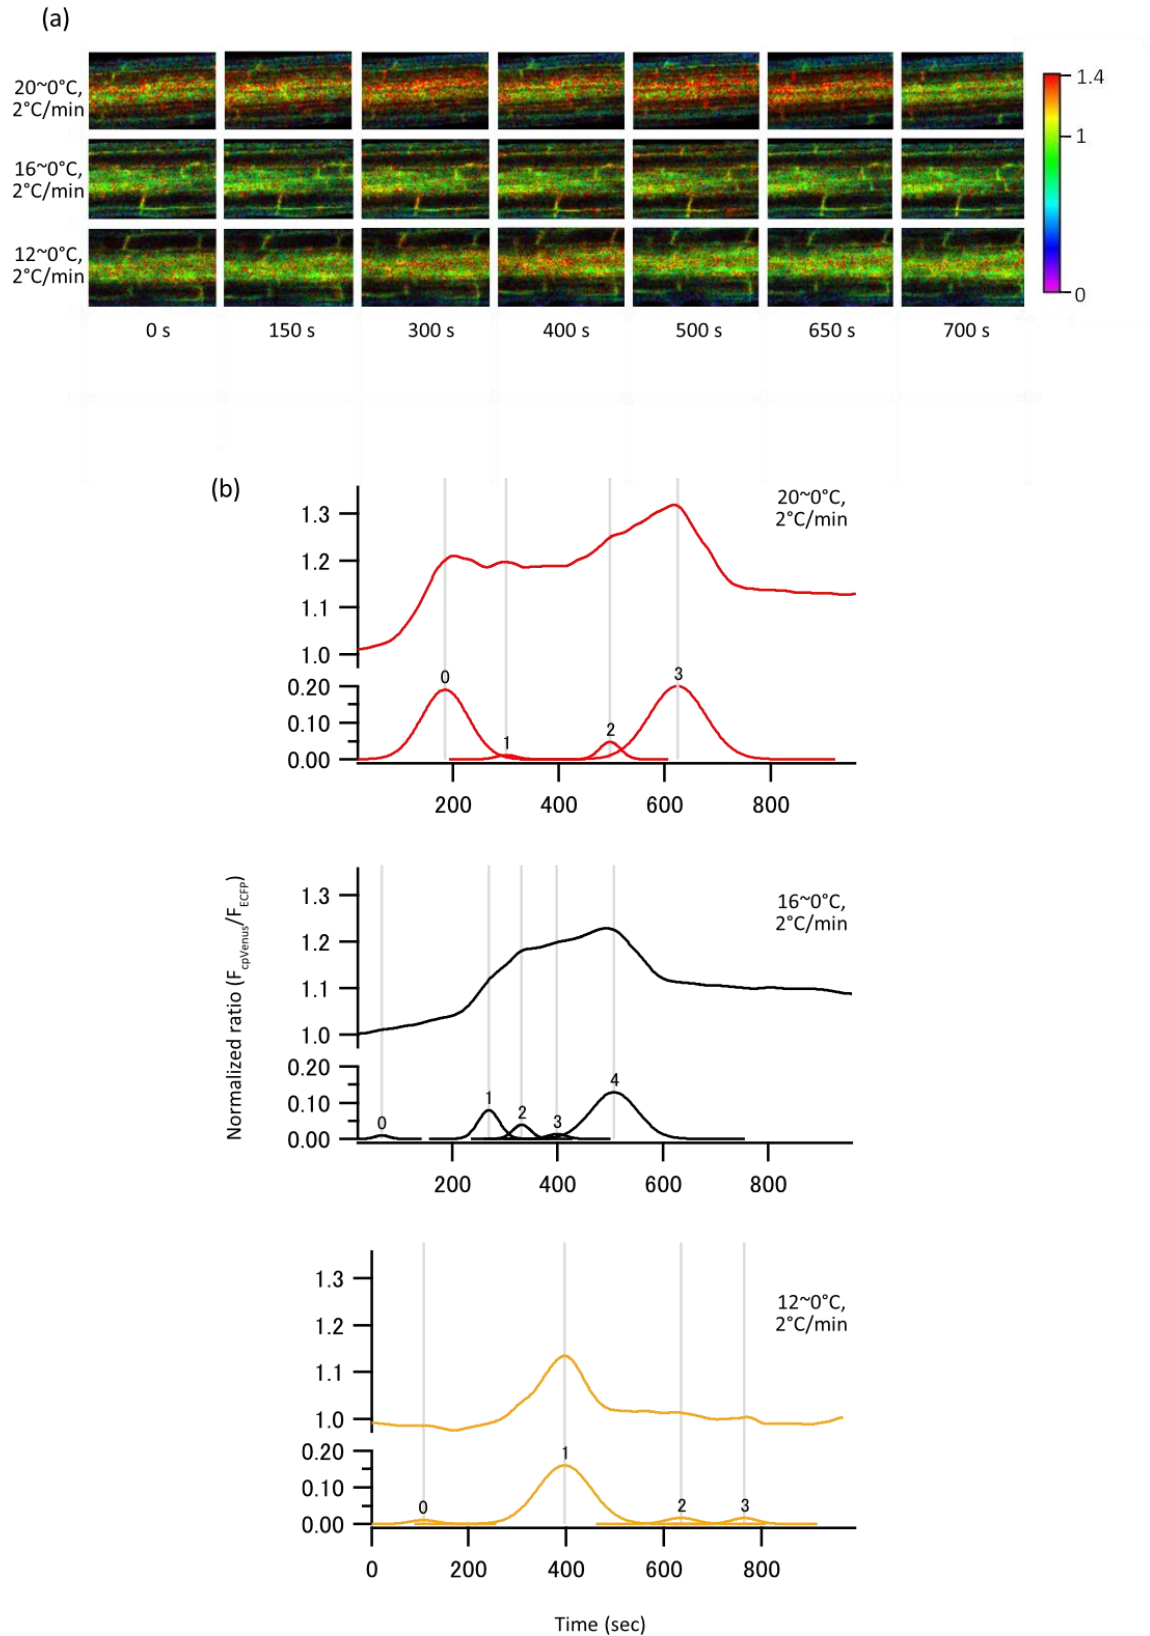 (a)
20~0°C,
2°C/min
16~0°C,
2°C/min
12~0°C,
2°C/min
1.4
1
0
0 s 150 s 300 s 400 s 500 s 650 s 700 s
(b)
20~0°C,
2°C/min
1.3
1.2
1.1
1.0
0.20
0.10
0.00
0 1 2 3
200 400 600 800
Normalized ratio (FcpVenus/FECFP)
16~0°C,
2°C/min
1.3
1.2
1.1
1.0
0.20
0.10
0.00
0 1 2 3 4
200 400 600 800
12~0°C,
2°C/min
1.3
1.2
1.1
1.0
0.20
0.10
0.00
0 1 2 3
0 200 400 600 800
Time (sec)